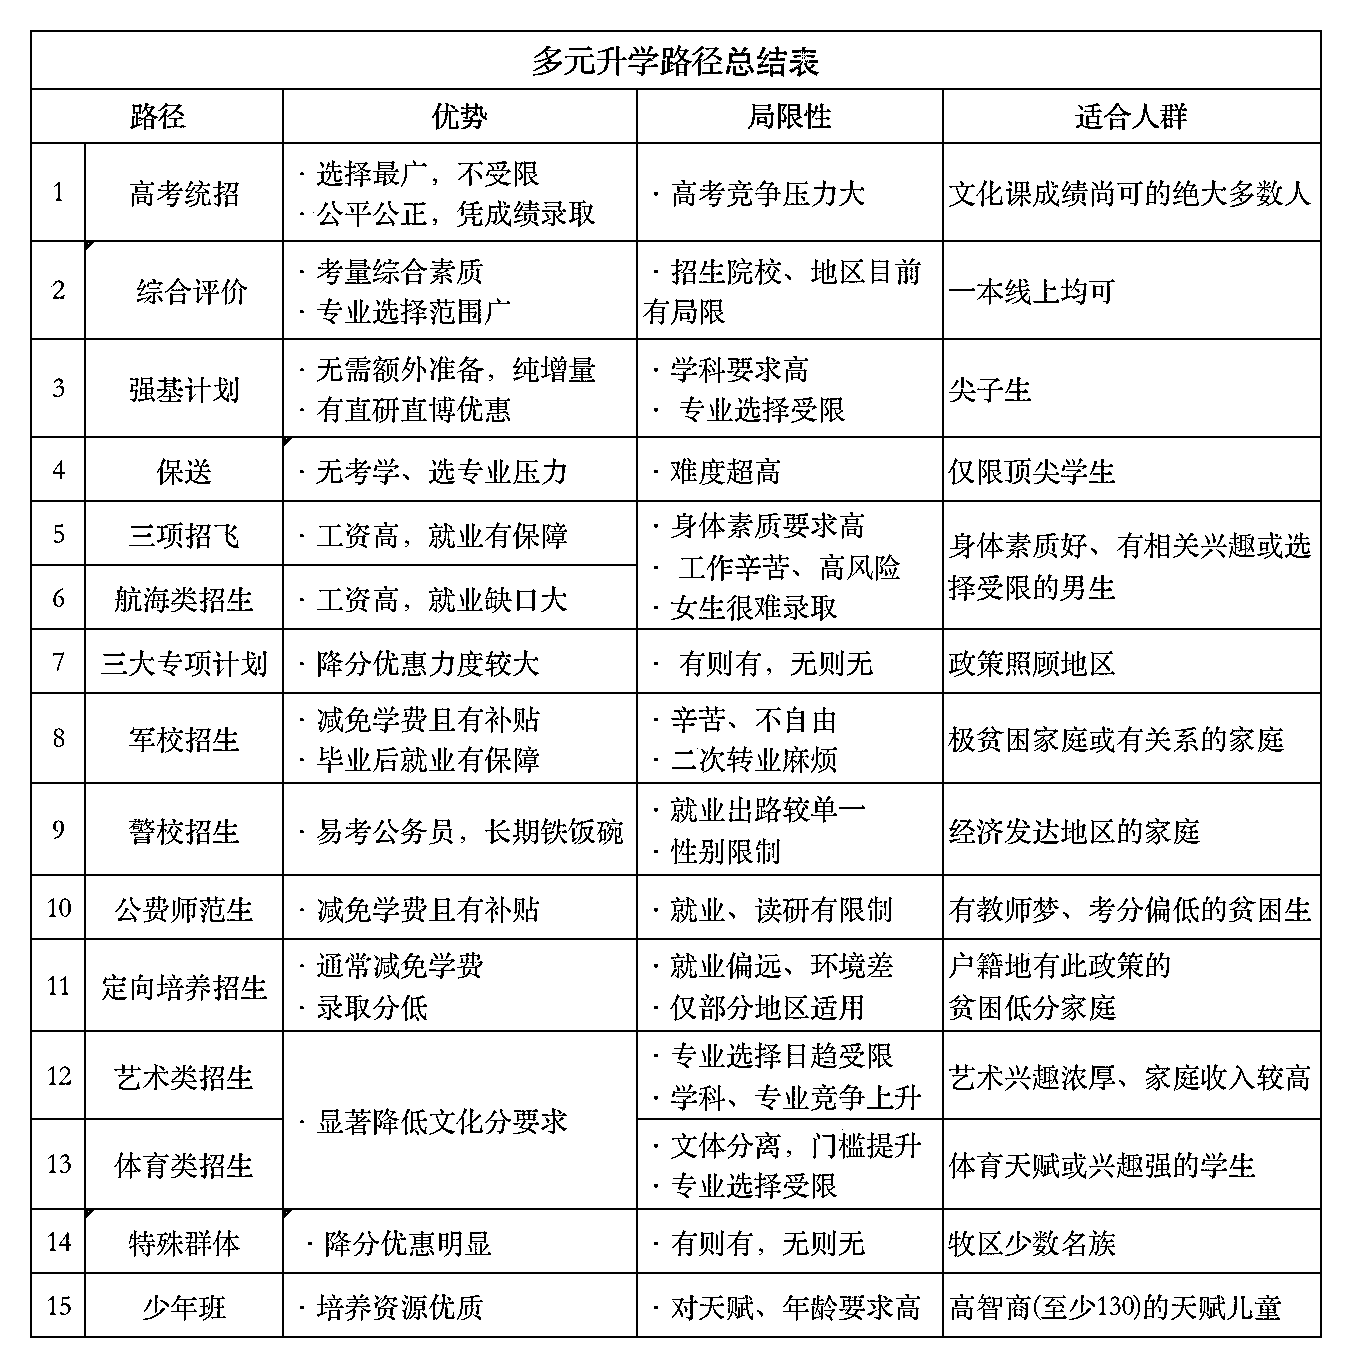 多元升学路径总结表
路径 优势 局限性 适合人群
1 高考统招 · 选择最广，不受限
· 公平公正，凭成绩录取 · 高考竞争压力大 文化课成绩尚可的绝大多数人
2 综合评价 · 考量综合素质
· 专业选择范围广 · 招生院校、地区目前
有局限 一本线上均可
3 强基计划 · 无需额外准备，纯增量
· 有直研直博优惠 · 学科要求高
· 专业选择受限 尖子生
4 保送 · 无考学、选专业压力 · 难度超高 仅限顶尖学生
5 三项招飞 · 工资高，就业有保障
6 航海类招生 · 工资高，就业缺口大
· 身体素质要求高
· 工作辛苦、高风险
· 女生很难录取
身体素质好、有相关兴趣或选
择受限的男生
7 三大专项计划 · 降分优惠力度较大 · 有则有，无则无 政策照顾地区
8 军校招生 · 减免学费且有补贴
· 毕业后就业有保障 · 辛苦、不自由
· 二次转业麻烦 极贫困家庭或有关系的家庭
9 警校招生 · 易考公务员，长期铁饭碗 · 就业出路较单一
· 性别限制 经济发达地区的家庭
10 公费师范生 · 减免学费且有补贴 · 就业、读研有限制 有教师梦、考分偏低的贫困生
11 定向培养招生 · 通常减免学费
· 录取分低 · 就业偏远、环境差
· 仅部分地区适用 户籍地有此政策的
贫困低分家庭
12 艺术类招生 · 显著降低文化分要求 · 专业选择日趋受限
· 学科、专业竞争上升 艺术兴趣浓厚、家庭收入较高
13 体育类招生 · 文体分离，门槛提升
· 专业选择受限 体育天赋或兴趣强的学生
14 特殊群体 · 降分优惠明显 · 有则有，无则无 牧区少数名族
15 少年班 · 培养资源优质 · 对天赋、年龄要求高 高智商(至少130)的天赋儿童